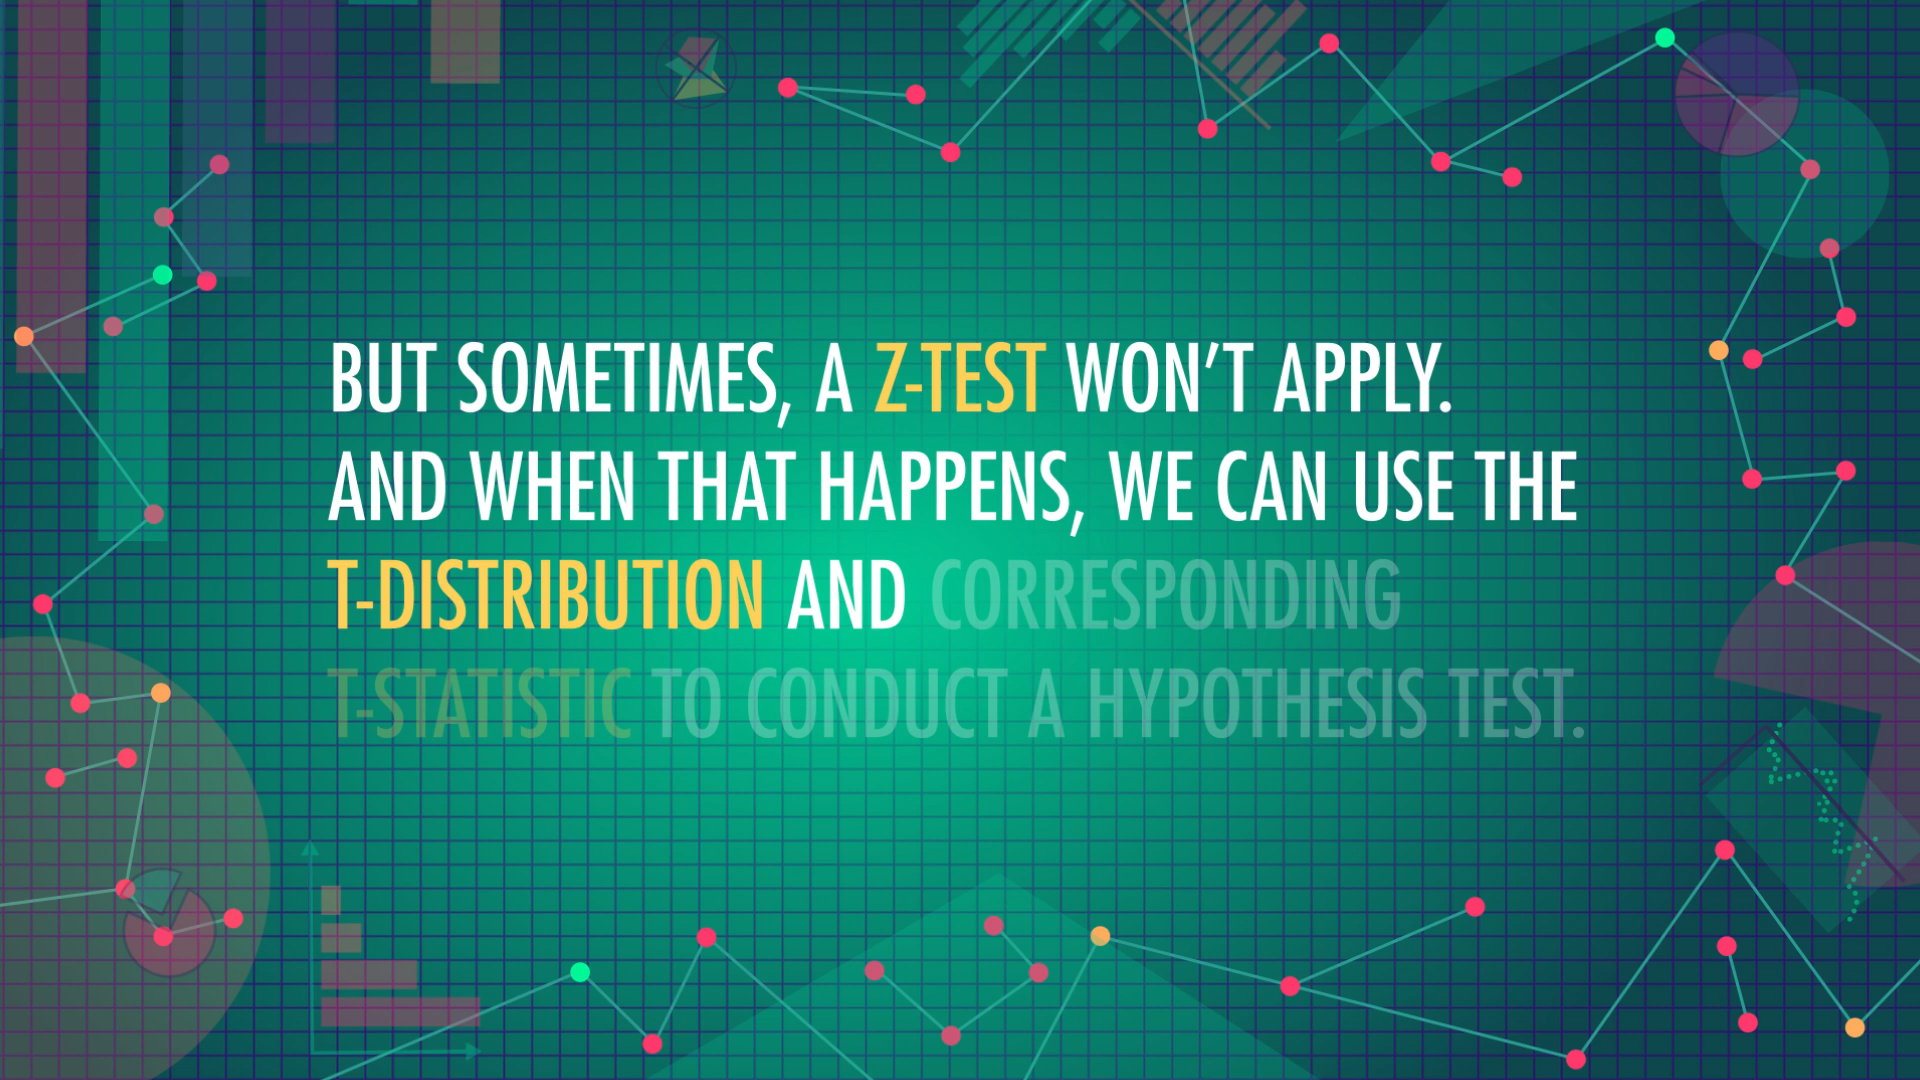 BUT SOMETIMES, A Z-TEST WON’T APPLY.
AND WHEN THAT HAPPENS, WE CAN USE THE
T-DISTRIBUTION AND CORRESPONDING
T-STATISTIC TO CONDUCT A HYPOTHESIS TEST.